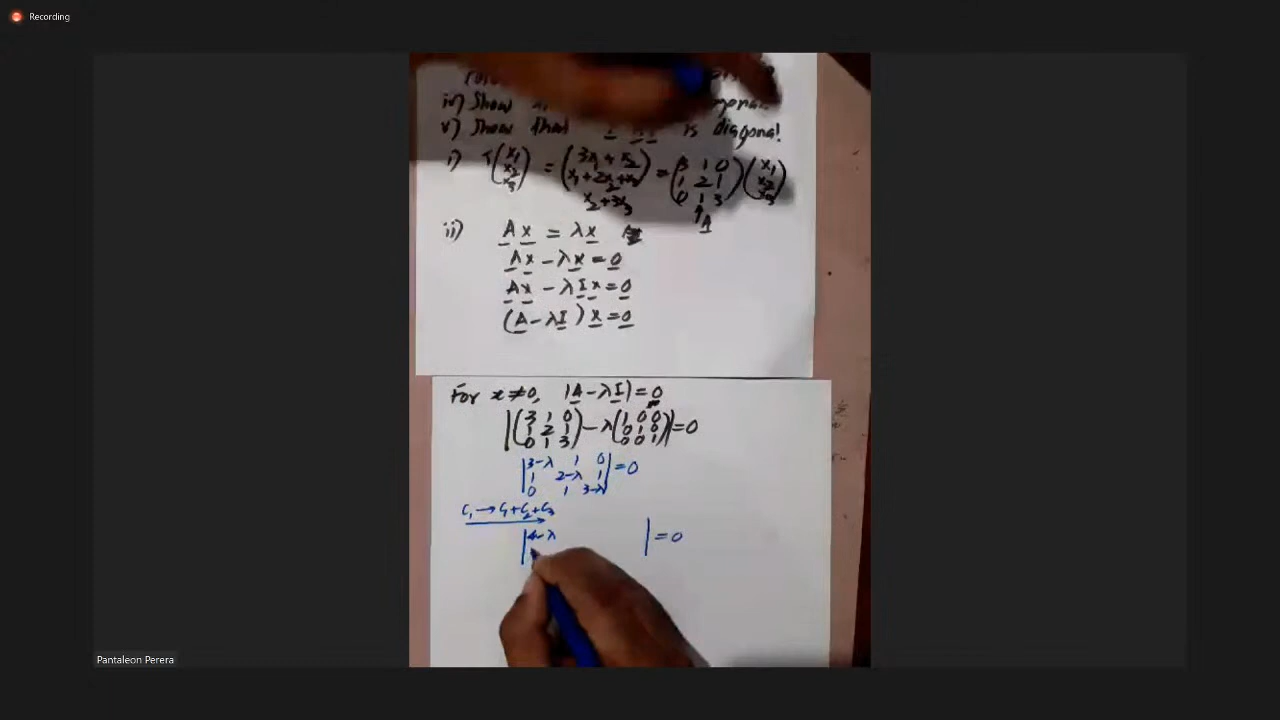 Recording
iv) Show
v) Show that is diagonal
i) T(x₁ x₂ x₃) = (3x₁+x₂ x₁+2x₂+x₃ x₂+3x₃) = (3 1 0 1 2 1 0 1 3)(x₁ x₂ x₃)
A
ii) A x = λx
A x - λx = 0
A x - λ I x = 0
(A - λI) x = 0
For x ≠ 0, |A - λI| = 0
|(3 1 0 1 2 1 0 1 3) - λ(1 0 0 0 1 0 0 0 1)| = 0
|3-λ 1 0
1 2-λ 1
0 1 3-λ| = 0
C₁ → C₁+C₂+C₃
|4-λ | = 0
Pantaleon Perera